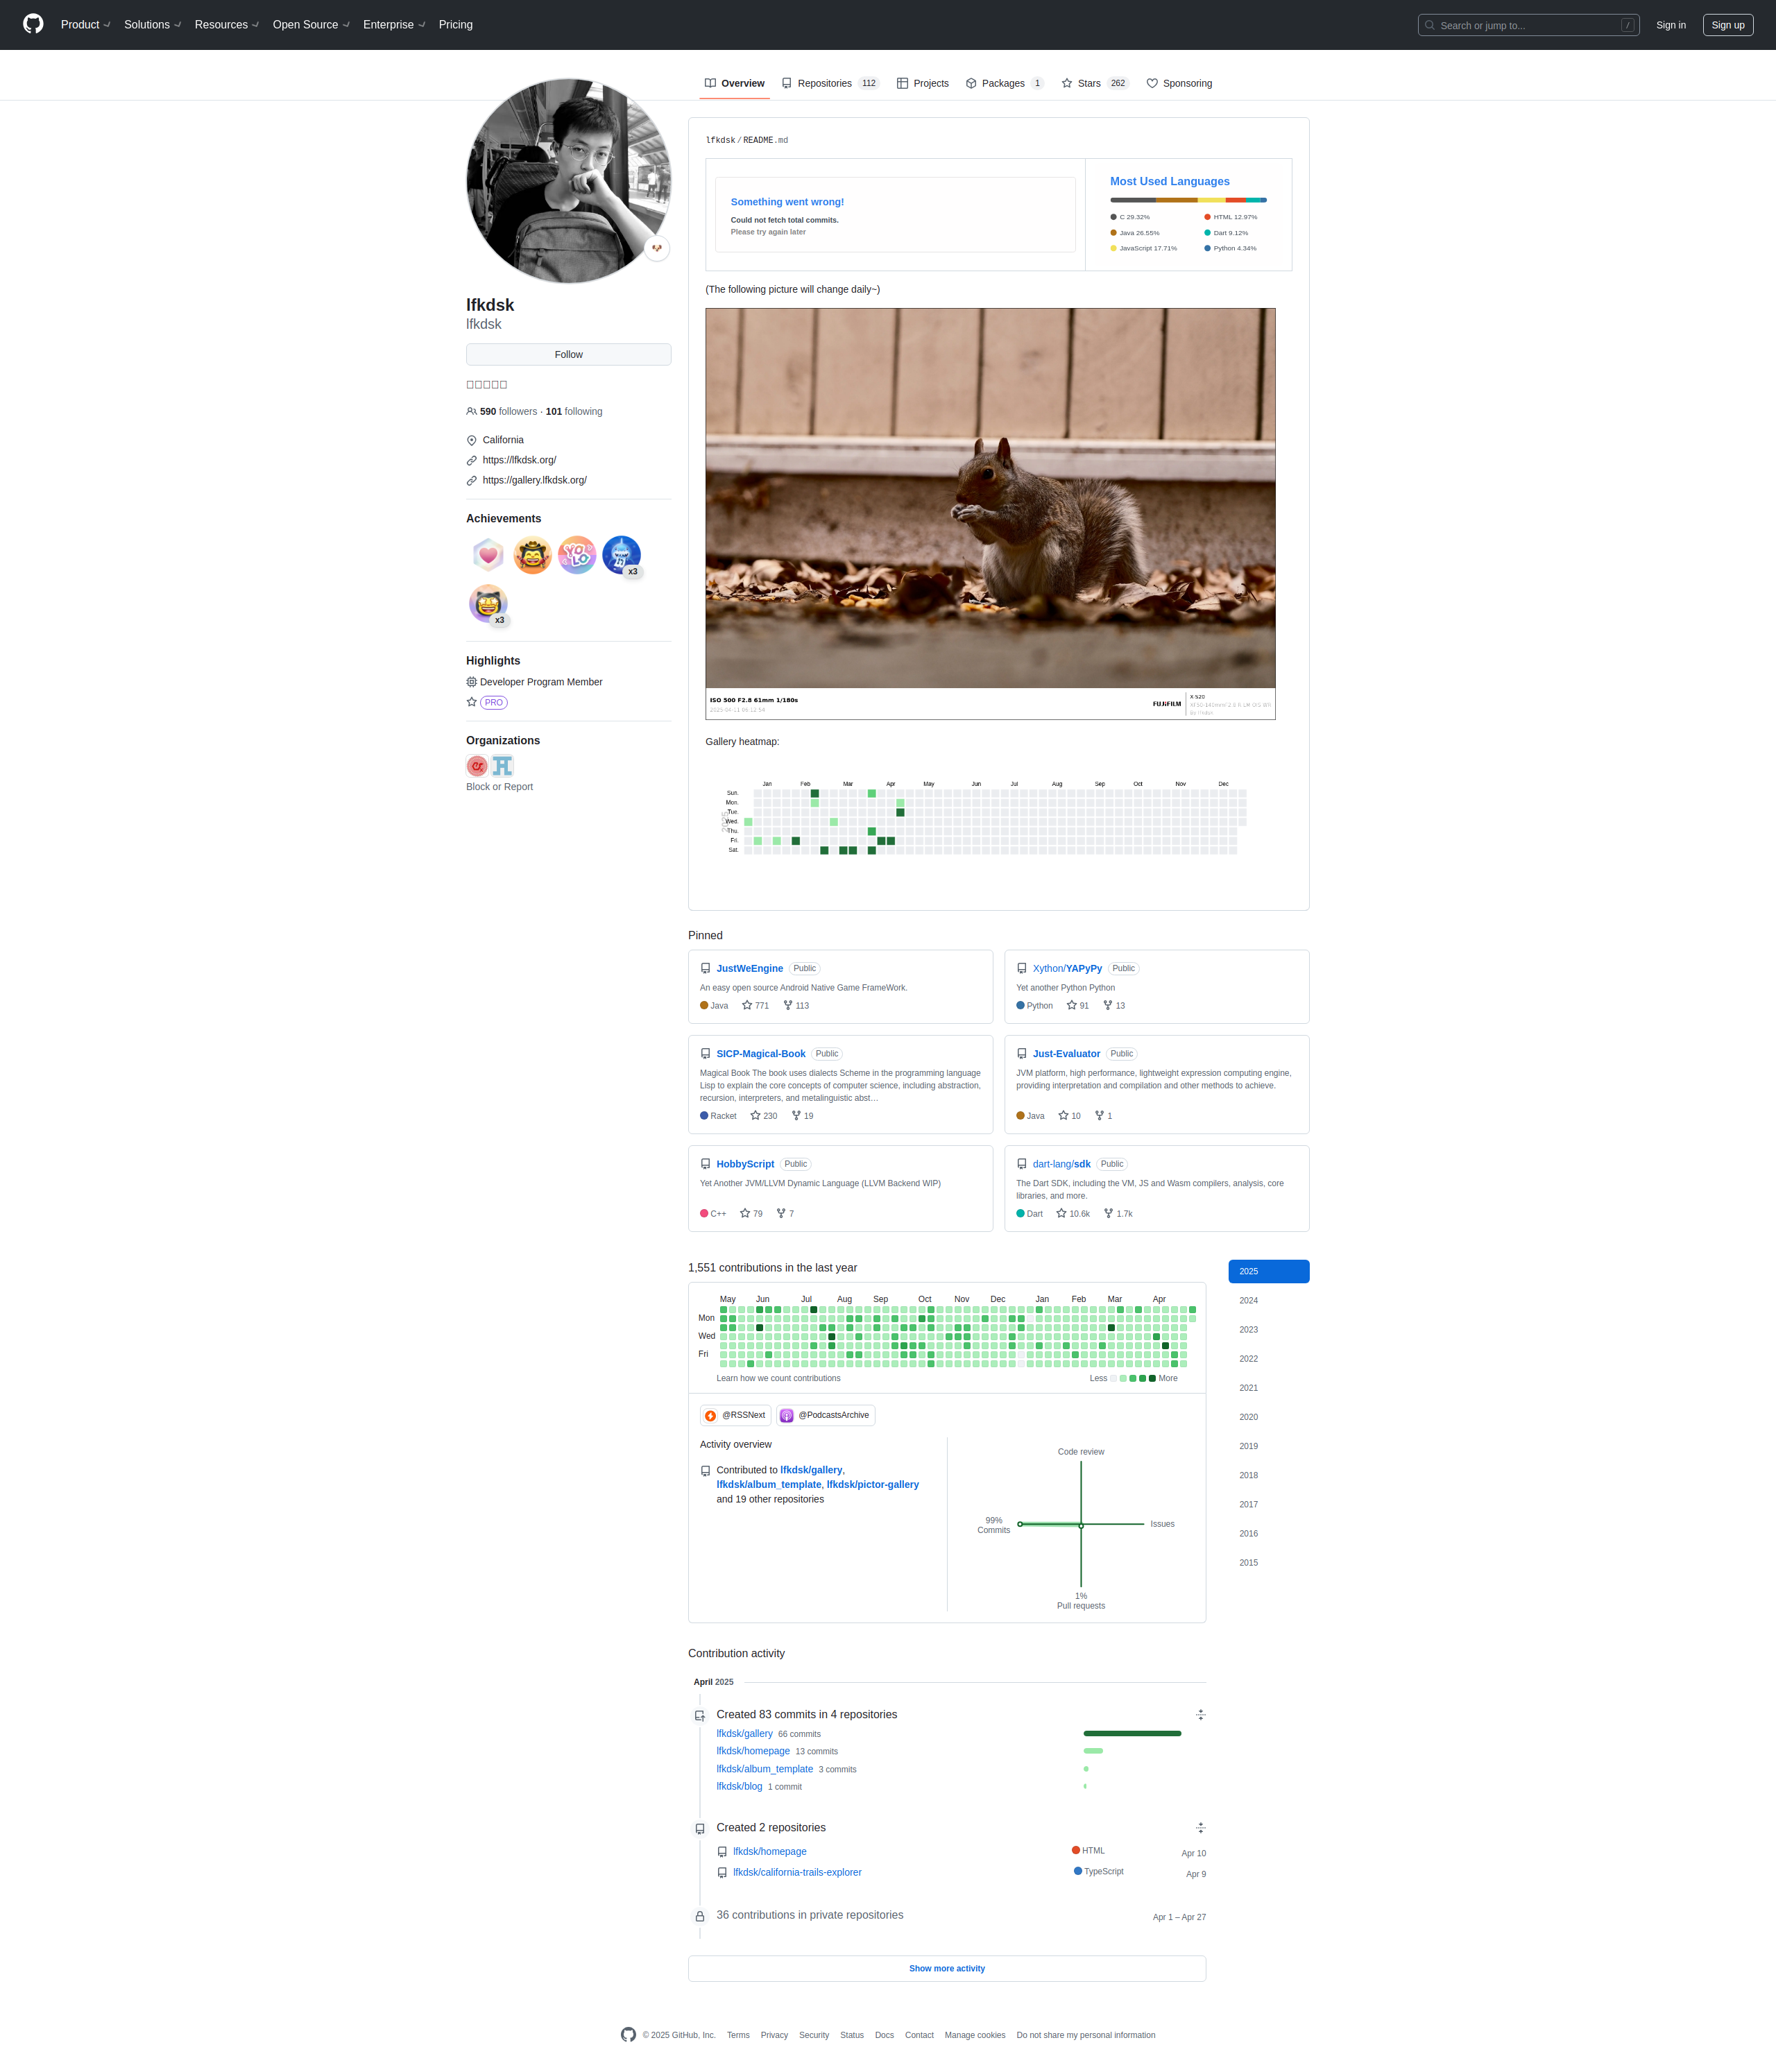 Product Solutions Resources Open Source Enterprise Pricing Search or jump to... / Sign in Sign up
Overview Repositories 112 Projects Packages 1 Stars 262 Sponsoring
lfkdsk
lfkdsk
Follow
590 followers · 101 following
California
https://lfkdsk.org/
https://gallery.lfkdsk.org/
Achievements
YOLO
x3
x3
Highlights
Developer Program Member
PRO
Organizations
Block or Report
lfkdsk/README.md
Something went wrong!
Could not fetch total commits.
Please try again later
Most Used Languages
C 29.32%
Java 26.55%
JavaScript 17.71%
HTML 12.97%
Dart 9.12%
Python 4.34%
(The following picture will change daily~)
ISO 500 F2.8 61mm 1/180s
FUJIFILM
X-S20
Gallery heatmap:
Jan Feb Mar Apr May Jun Jul Aug Sep Oct Nov Dec
2025
Sun.
Mon.
Tue.
Wed.
Thu.
Fri.
Sat.
Pinned
JustWeEngine Public
An easy open source Android Native Game FrameWork.
Java 771 113
Xython/YAPyPy Public
Yet another Python Python
Python 91 13
SICP-Magical-Book Public
Magical Book The book uses dialects Scheme in the programming language
Lisp to explain the core concepts of computer science, including abstraction,
recursion, interpreters, and metalinguistic abst…
Racket 230 19
Just-Evaluator Public
JVM platform, high performance, lightweight expression computing engine,
providing interpretation and compilation and other methods to achieve.
Java 10 1
HobbyScript Public
Yet Another JVM/LLVM Dynamic Language (LLVM Backend WIP)
C++ 79 7
dart-lang/sdk Public
The Dart SDK, including the VM, JS and Wasm compilers, analysis, core
libraries, and more.
Dart 10.6k 1.7k
1,551 contributions in the last year
May Jun Jul Aug Sep Oct Nov Dec Jan Feb Mar Apr
Mon
Wed
Fri
Learn how we count contributions
Less More
2025
2024
2023
2022
2021
2020
2019
2018
2017
2016
2015
@RSSNext @PodcastsArchive
Activity overview
Contributed to lfkdsk/gallery,
lfkdsk/album_template, lfkdsk/pictor-gallery
and 19 other repositories
Code review
99%
Commits
Issues
1%
Pull requests
Contribution activity
April 2025
Created 83 commits in 4 repositories
lfkdsk/gallery 66 commits
lfkdsk/homepage 13 commits
lfkdsk/album_template 3 commits
lfkdsk/blog 1 commit
Created 2 repositories
lfkdsk/homepage HTML Apr 10
lfkdsk/california-trails-explorer TypeScript Apr 9
36 contributions in private repositories Apr 1 – Apr 27
Show more activity
© 2025 GitHub, Inc. Terms Privacy Security Status Docs Contact Manage cookies Do not share my personal information